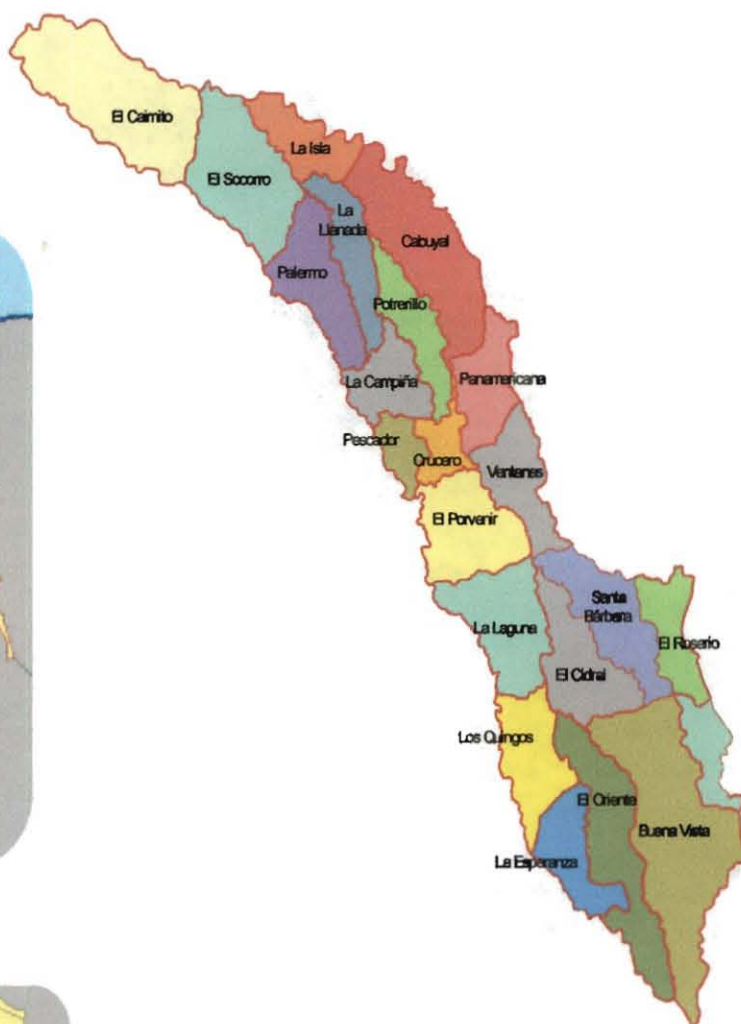 El Caimito
La Isla
El Socorro
La
Llanada
Cabuyal
Palermo
Potrerillo
La Campiña
Panamericana
Pescador
Crucero
Ventanas
El Porvenir
Santa
Bárbara
La Laguna
El Rosario
El Cidral
Los Quingos
El Oriente
Buena Vista
La Esperanza